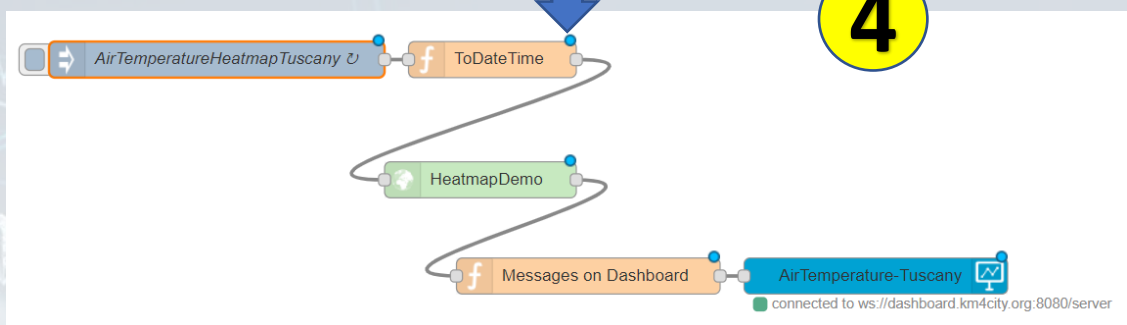 4
AirTemperatureHeatmapTuscany ↻
ToDateTime
HeatmapDemo
Messages on Dashboard
AirTemperature-Tuscany
connected to ws://dashboard.km4city.org:8080/server